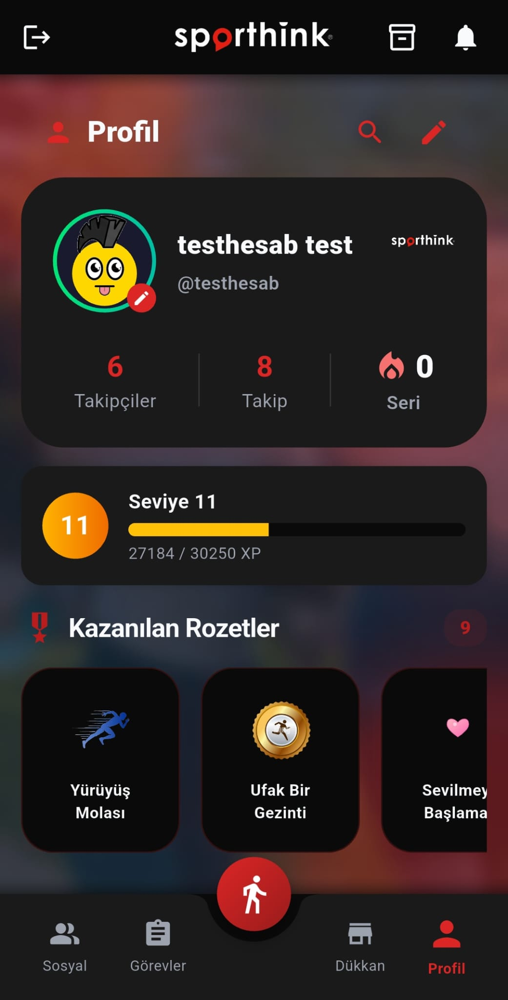 sporthink®
Profil
testhesab test
sporthink
@testhesab
6
8
0
Takipçiler
Takip
Seri
11
Seviye 11
27184 / 30250 XP
Kazanılan Rozetler
9
Yürüyüş
Molası
Ufak Bir
Gezinti
Sevilmey
Başlama
Sosyal
Görevler
Dükkan
Profil